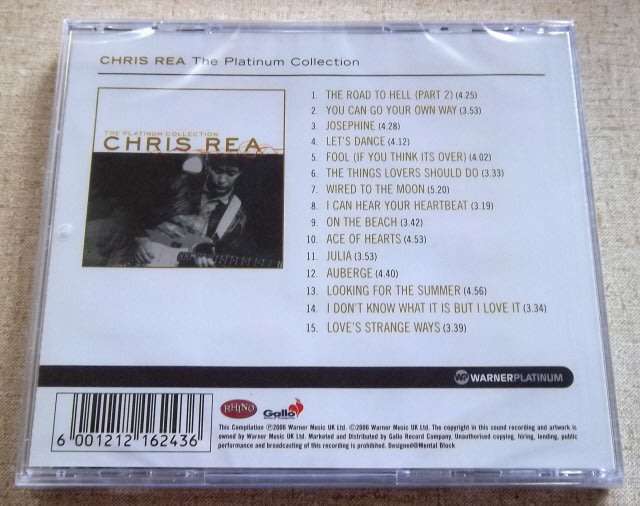 CHRIS REA The Platinum Collection
THE PLATINUM COLLECTION
CHRIS REA
1. THE ROAD TO HELL (PART 2) (4.25)
2. YOU CAN GO YOUR OWN WAY (3.53)
3. JOSEPHINE (4.28)
4. LET'S DANCE (4.12)
5. FOOL (IF YOU THINK ITS OVER) (4.02)
6. THE THINGS LOVERS SHOULD DO (3.33)
7. WIRED TO THE MOON (5.20)
8. I CAN HEAR YOUR HEARTBEAT (3.19)
9. ON THE BEACH (3.42)
10. ACE OF HEARTS (4.53)
11. JULIA (3.53)
12. AUBERGE (4.40)
13. LOOKING FOR THE SUMMER (4.56)
14. I DON'T KNOW WHAT IT IS BUT I LOVE IT (3.34)
15. LOVE'S STRANGE WAYS (3.39)
WP WARNERPLATINUM
6 001212 162436
RHINO
Gallo
This Compilation ℗2006 Warner Music UK Ltd. ©2006 Warner Music UK Ltd. The copyright in this sound recording and artwork is
owned by Warner Music UK Ltd. Marketed and Distributed by Gallo Record Company. Unauthorised copying, hiring, lending, public
performance and broadcasting of this recording is prohibited. Designed@Mental Block